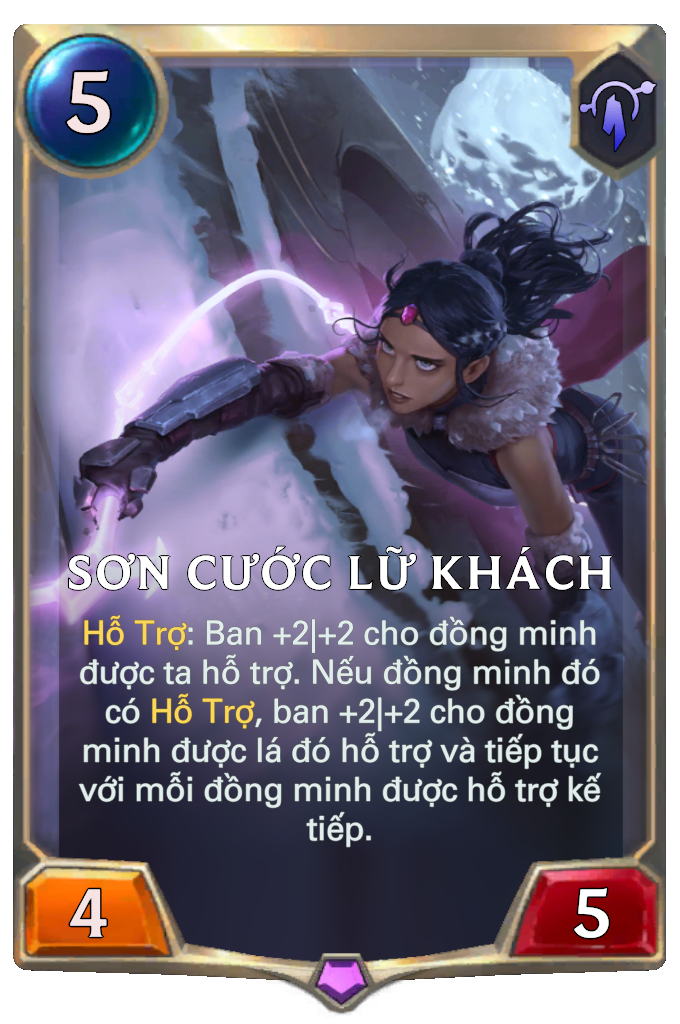 5
SƠN CƯỚC LỮ KHÁCH
Hỗ Trợ: Ban +2|+2 cho đồng minh
được ta hỗ trợ. Nếu đồng minh đó
có Hỗ Trợ, ban +2|+2 cho đồng
minh được lá đó hỗ trợ và tiếp tục
với mỗi đồng minh được hỗ trợ kế
tiếp.
4
5